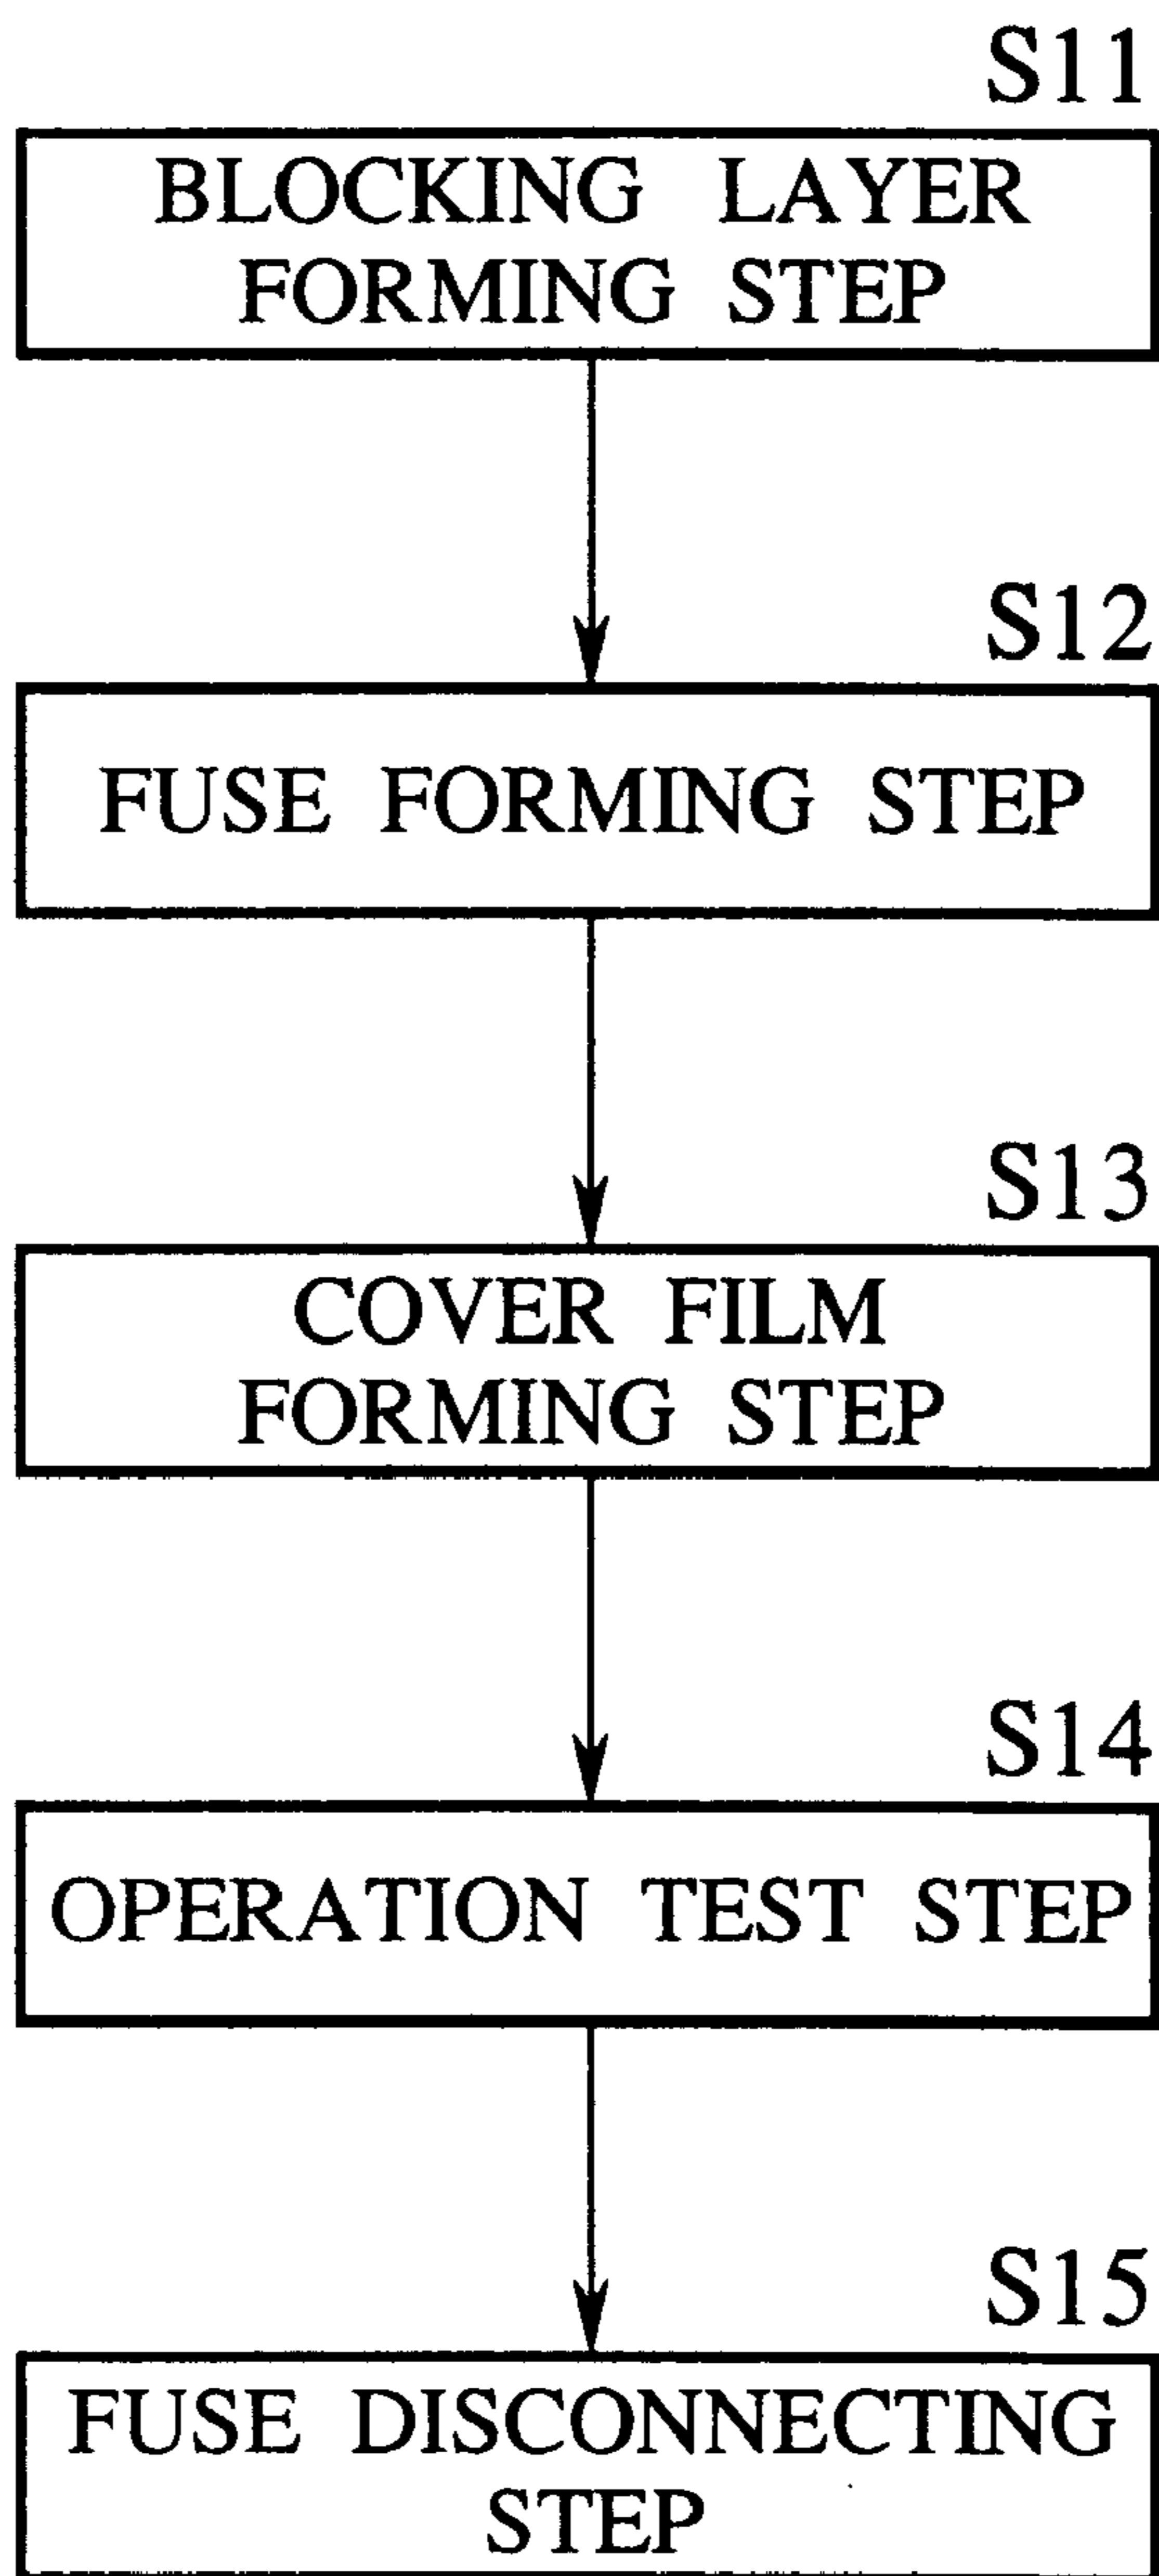 S11
BLOCKING LAYER
FORMING STEP
S12
FUSE FORMING STEP
S13
COVER FILM
FORMING STEP
S14
OPERATION TEST STEP
S15
FUSE DISCONNECTING
STEP